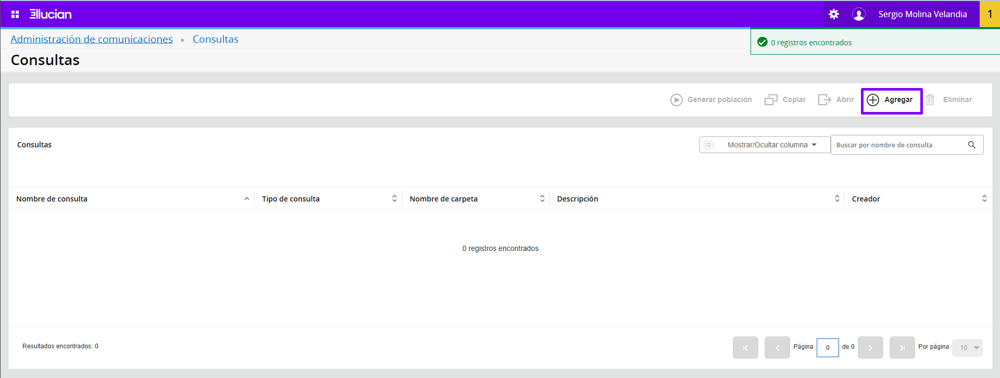 Ellucian
Sergio Molina Velandia
1
Administración de comunicaciones • Consultas
0 registros encontrados
Consultas
Generar población
Copiar
Abrir
Agregar
Eliminar
Consultas
Mostrar/Ocultar columna
Buscar por nombre de consulta
Nombre de consulta
Tipo de consulta
Nombre de carpeta
Descripción
Creador
0 registros encontrados
Resultados encontrados: 0
Página 0 de 0
Por página 10